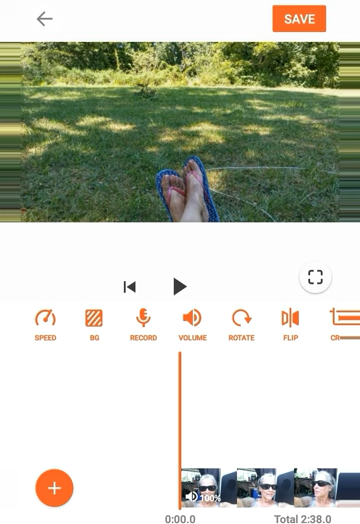 SAVE
SPEED BG RECORD VOLUME ROTATE FLIP
100%
0:00.0 Total 2:38.0